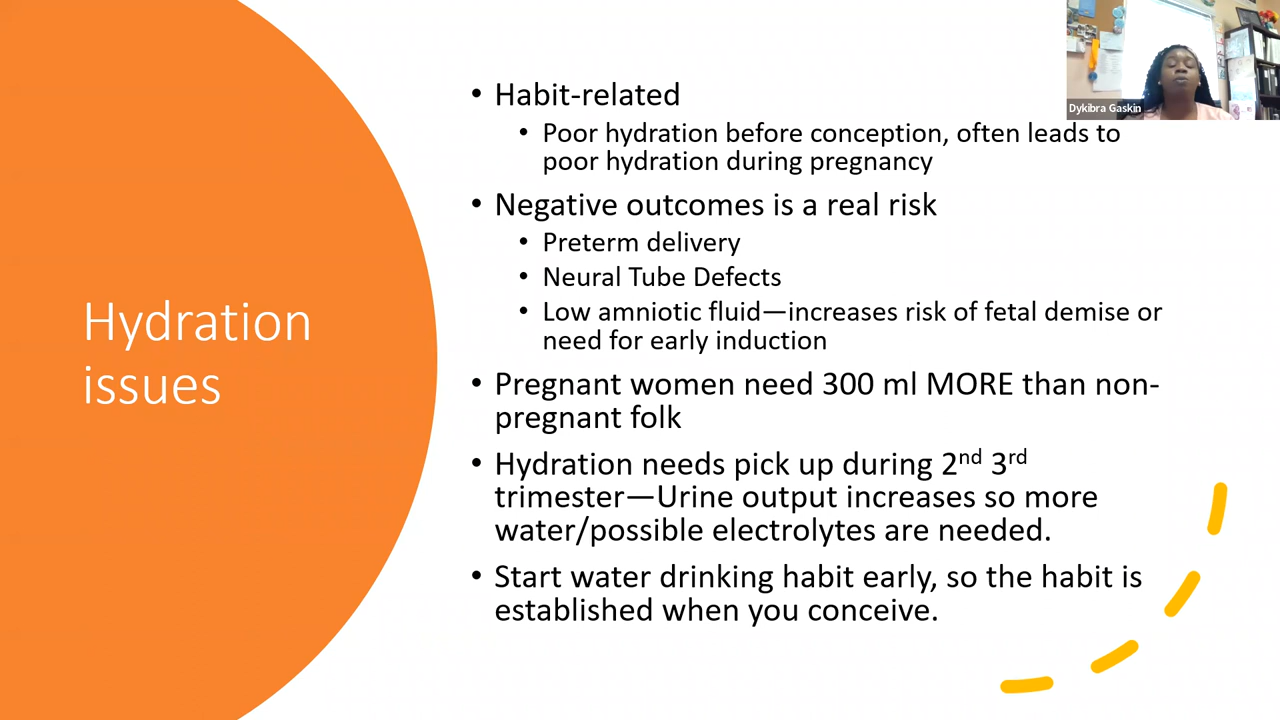 Hydration
issues
• Habit-related
• Poor hydration before conception, often leads to
poor hydration during pregnancy
• Negative outcomes is a real risk
• Preterm delivery
• Neural Tube Defects
• Low amniotic fluid—increases risk of fetal demise or
need for early induction
• Pregnant women need 300 ml MORE than non-
pregnant folk
• Hydration needs pick up during 2nd 3rd
trimester—Urine output increases so more
water/possible electrolytes are needed.
• Start water drinking habit early, so the habit is
established when you conceive.
Dykibra Gaskin